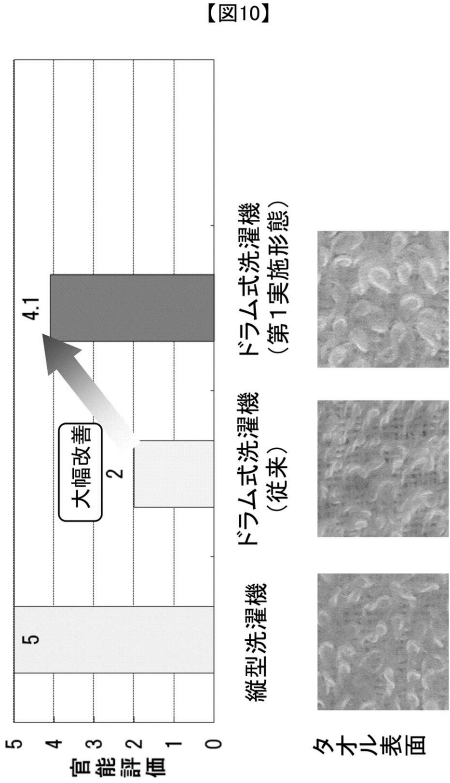 【図10】
官能評価
5
4
3
2
1
0
5
2
4.1
大幅改善
縦型洗濯機
ドラム式洗濯機
(従来)
ドラム式洗濯機
(第1実施形態)
タオル
表面